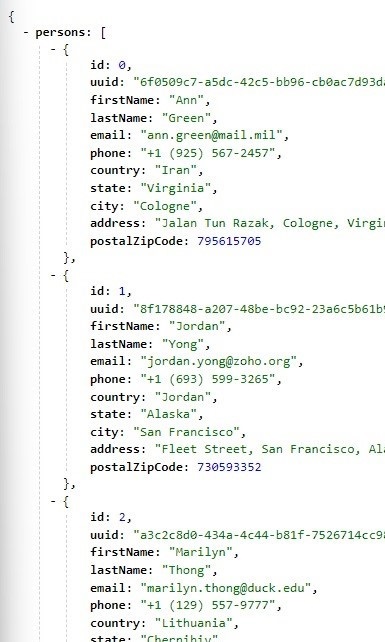 {
- persons: [
- {
id: 0,
uuid: "6f0509c7-a5dc-42c5-bb96-cb0ac7d93d
firstName: "Ann",
lastName: "Green",
email: "ann.green@mail.mil",
phone: "+1 (925) 567-2457",
country: "Iran",
state: "Virginia",
city: "Cologne",
address: "Jalan Tun Razak, Cologne, Virgi
postalZipCode: 795615705
},
- {
id: 1,
uuid: "8f178848-a207-48be-bc92-23a6c5b61b
firstName: "Jordan",
lastName: "Yong",
email: "jordan.yong@zoho.org",
phone: "+1 (693) 599-3265",
country: "Jordan",
state: "Alaska",
city: "San Francisco",
address: "Fleet Street, San Francisco, Ala
postalZipCode: 730593352
},
- {
id: 2,
uuid: "a3c2c8d0-434a-4c44-b81f-7526714cc9
firstName: "Marilyn",
lastName: "Thong",
email: "marilyn.thong@duck.edu",
phone: "+1 (129) 557-9777",
country: "Lithuania",
state: "Chernihiv"